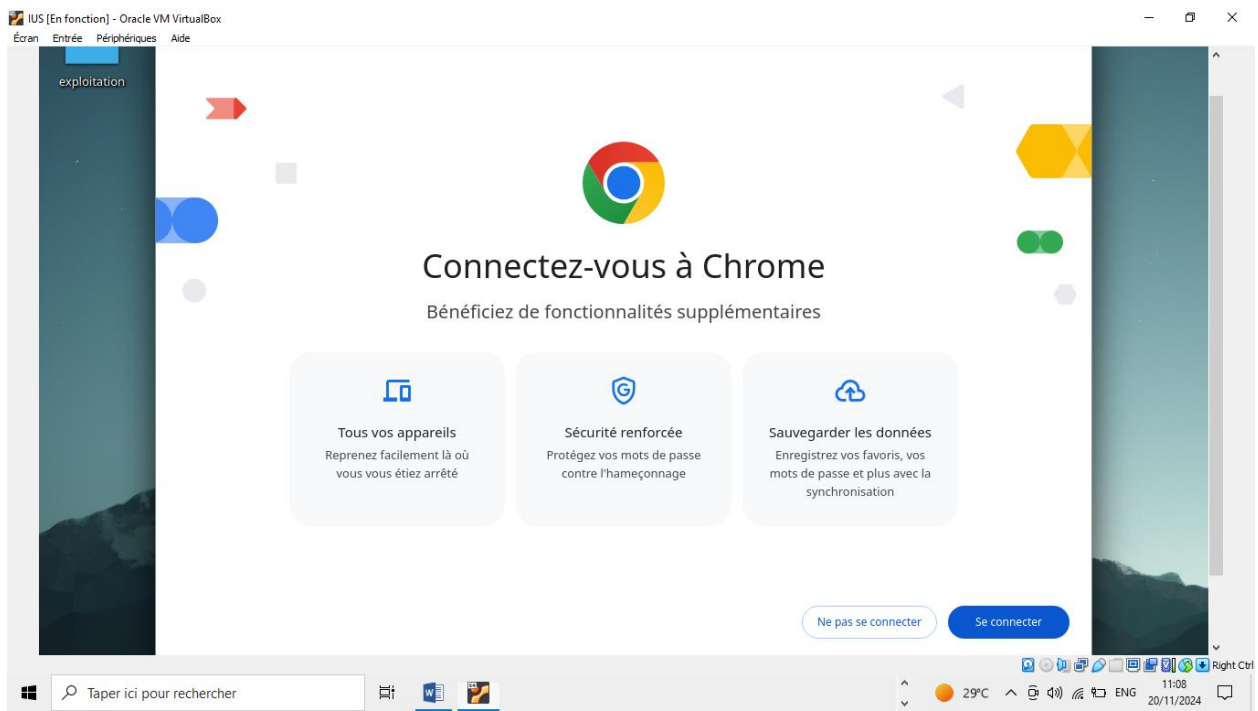 IUS [En fonction] - Oracle VM VirtualBox
Écran Entrée Périphériques Aide
exploitation
Connectez-vous à Chrome
Bénéficiez de fonctionnalités supplémentaires
Tous vos appareils
Reprenez facilement là où
vous vous étiez arrêté
Sécurité renforcée
Protégez vos mots de passe
contre l'hameçonnage
Sauvegarder les données
Enregistrez vos favoris, vos
mots de passe et plus avec la
synchronisation
Ne pas se connecter
Se connecter
Right Ctrl
Taper ici pour rechercher
29°C
ENG
11:08
20/11/2024